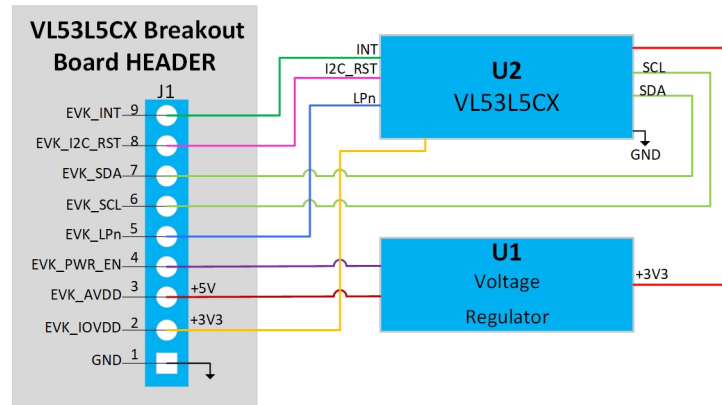 VL53L5CX Breakout
Board HEADER
J1
EVK_INT 9
EVK_I2C_RST 8
EVK_SDA 7
EVK_SCL 6
EVK_LPn 5
EVK_PWR_EN 4
EVK_AVDD 3 +5V
EVK_IOVDD 2 +3V3
GND 1
INT
I2C_RST
LPn
U2
VL53L5CX
SCL
SDA
GND
U1
Voltage
Regulator
+3V3